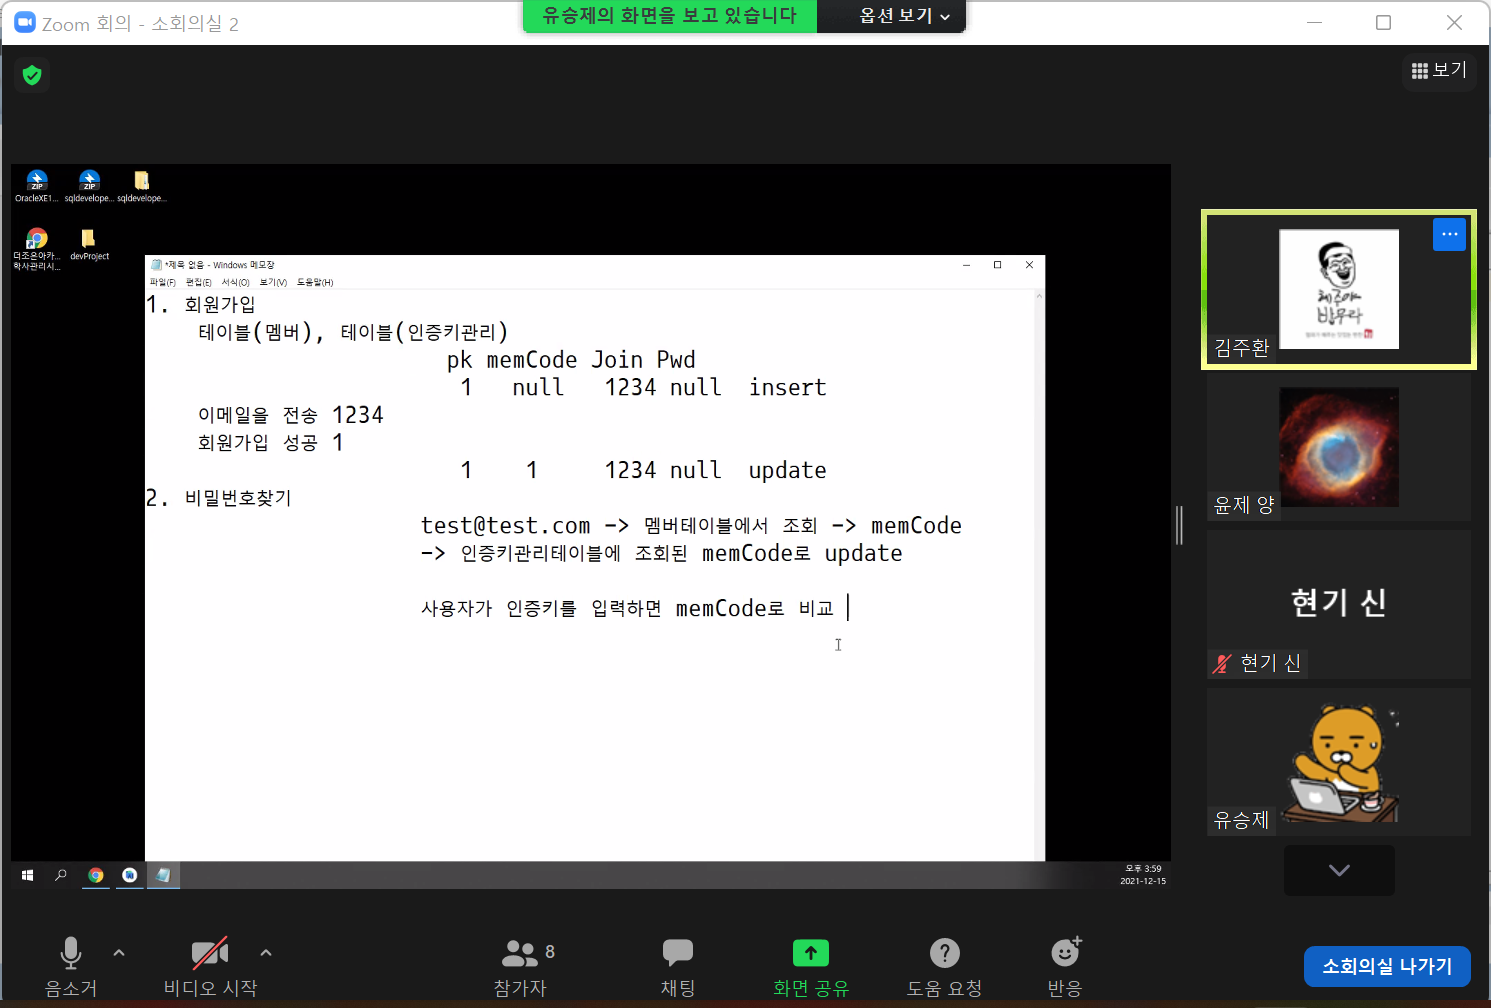 Zoom 회의 - 소회의실 2
유승제의 화면을 보고 있습니다
옵션 보기
보기
OracleXE1...
sqldevelope...
sqldevelope...
더조은아카...
학사관리시...
devProject
*제목 없음 - Windows 메모장
파일(F) 편집(E) 서식(O) 보기(V) 도움말(H)
1. 회원가입
테이블(멤버), 테이블(인증키관리)
pk memCode Join Pwd
1 null 1234 null insert
이메일을 전송 1234
회원가입 성공 1
1 1 1234 null update
2. 비밀번호찾기
test@test.com -> 멤버테이블에서 조회 -> memCode
-> 인증키관리테이블에 조회된 memCode로 update
사용자가 인증키를 입력하면 memCode로 비교
오후 3:59
2021-12-15
김주환
윤제 양
현기 신
현기 신
유승제
음소거
비디오 시작
8
참가자
채팅
화면 공유
도움 요청
반응
소회의실 나가기